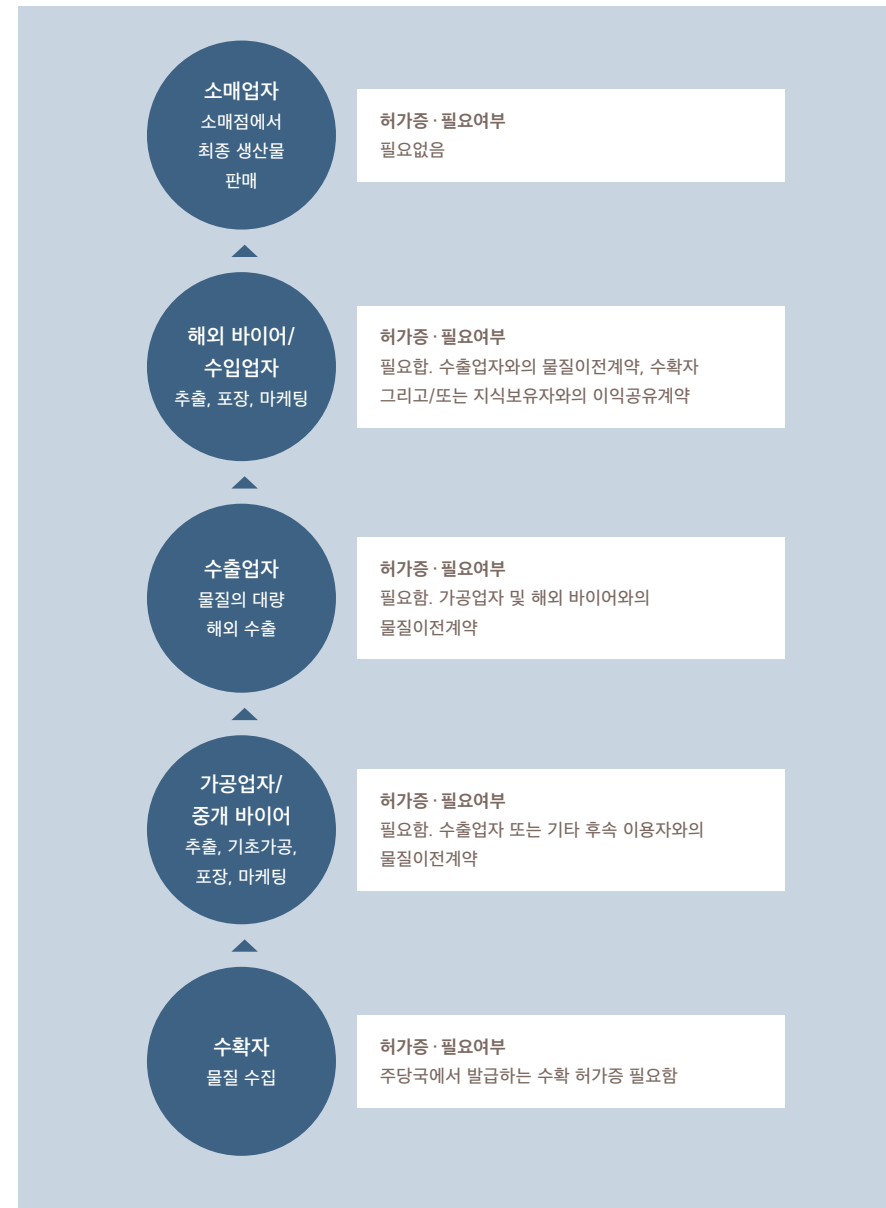 소매업자
소매점에서
최종 생산물
판매
허가증·필요여부
필요없음
해외 바이어/
수입업자
추출, 포장, 마케팅
허가증·필요여부
필요합. 수출업자와의 물질이전계약, 수확자
그리고/또는 지식보유자와의 이익공유계약
수출업자
물질의 대량
해외 수출
허가증·필요여부
필요함. 가공업자 및 해외 바이어와의
물질이전계약
가공업자/
중개 바이어
추출, 기초가공,
포장, 마케팅
허가증·필요여부
필요함. 수출업자 또는 기타 후속 이용자와의
물질이전계약
수확자
물질 수집
허가증·필요여부
주당국에서 발급하는 수확 허가증 필요함